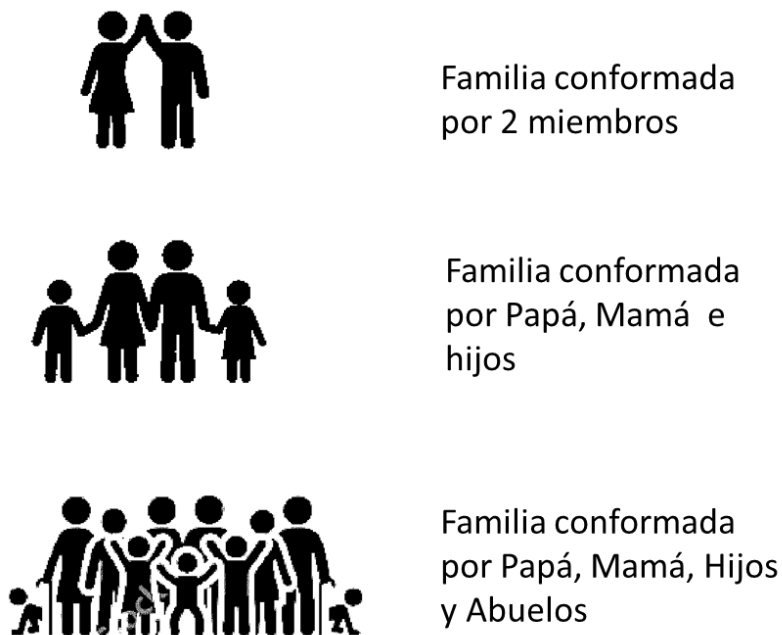 Familia conformada
por 2 miembros
Familia conformada
por Papá, Mamá e
hijos
Familia conformada
por Papá, Mamá, Hijos
y Abuelos